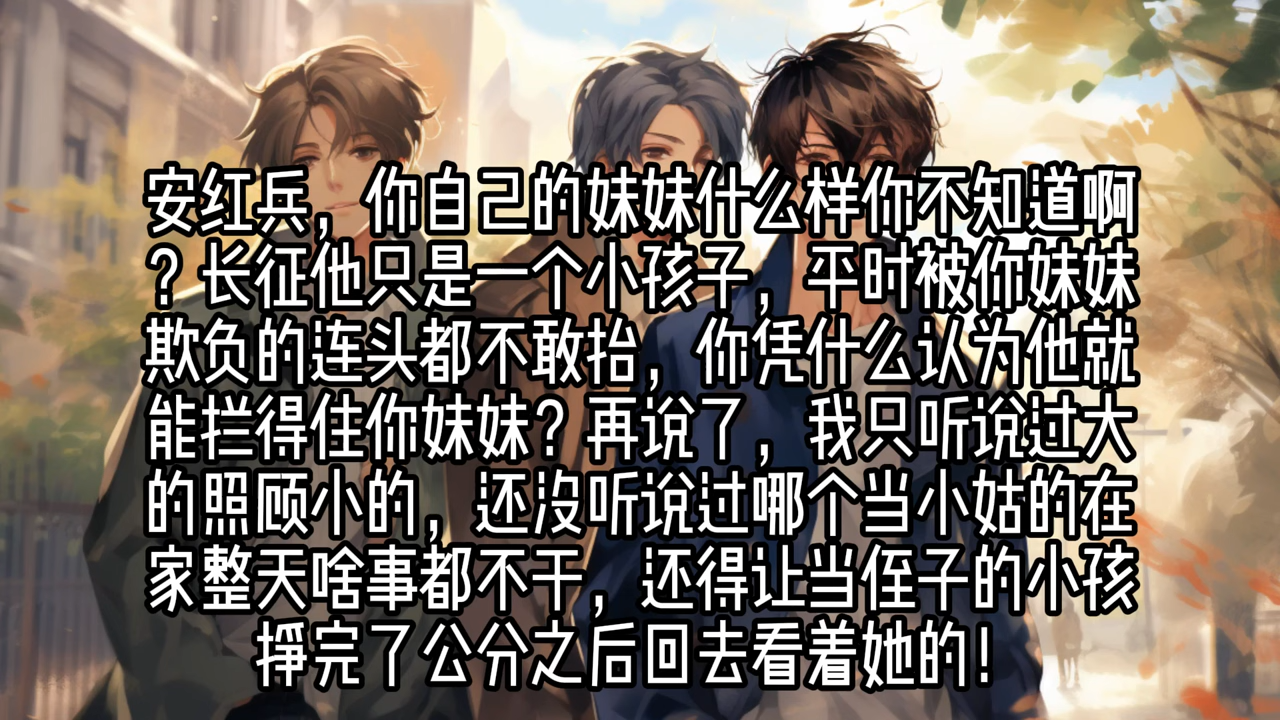 安红兵，你自己的妹妹什么样你不知道啊
？长征他只是一个小孩子，平时被你妹妹
欺负的连头都不敢抬，你凭什么认为他就
能拦得住你妹妹？再说了，我只听说过大
的照顾小的，还没听说过哪个当小姑的在
家整天啥事都不干，还得让当侄子的小孩
挣完了公分之后回去看着她的！